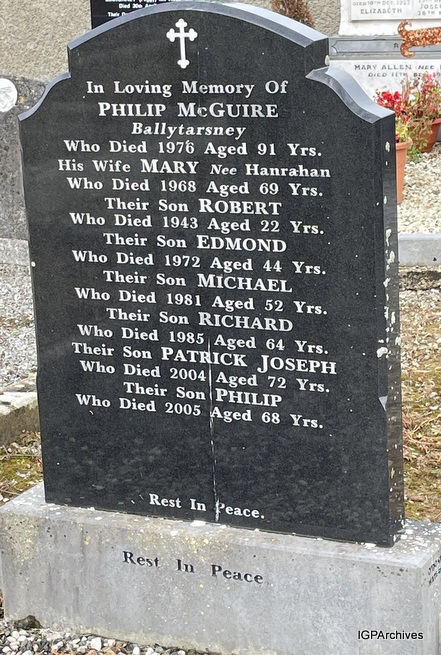 In Loving Memory Of
PHILIP McGUIRE
Ballytarsney
Who Died 1976 Aged 91 Yrs.
His Wife MARY Nee Hanrahan
Who Died 1968 Aged 69 Yrs.
Their Son ROBERT
Who Died 1943 Aged 22 Yrs.
Their Son EDMOND
Who Died 1972 Aged 44 Yrs.
Their Son MICHAEL
Who Died 1981 Aged 52 Yrs.
Their Son RICHARD
Who Died 1985 Aged 64 Yrs.
Their Son PATRICK JOSEPH
Who Died 2004 Aged 72 Yrs.
Their Son PHILIP
Who Died 2005 Aged 68 Yrs.
Rest In Peace.
Rest In Peace
ELIZABETH
MARY ALLEN NEE
IGPArchives